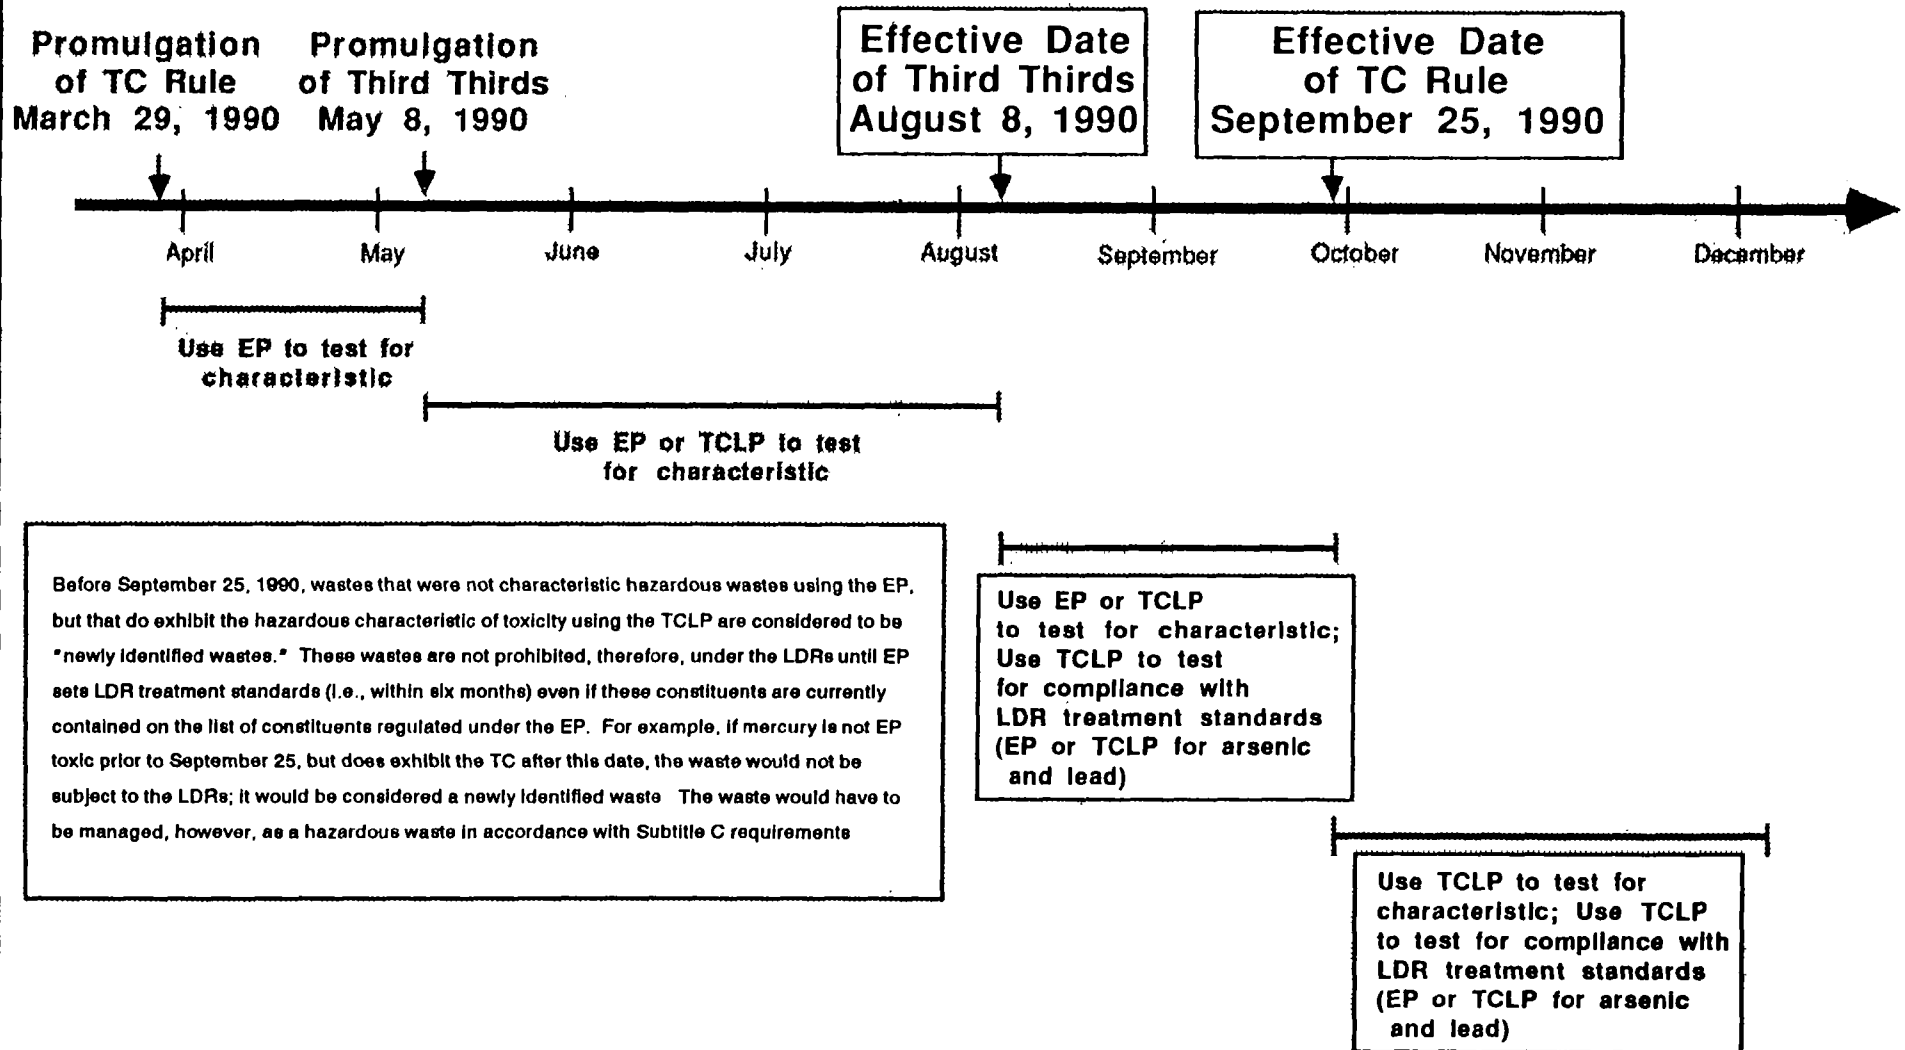 Promulgation
of TC Rule
March 29, 1990
Promulgation
of Third Thirds
May 8, 1990
Effective Date
of Third Thirds
August 8, 1990
Effective Date
of TC Rule
September 25, 1990
April
May
June
July
August
September
October
November
December
Use EP to test for
characteristic
Use EP or TCLP to test
for characteristic
Before September 25, 1990, wastes that were not characteristic hazardous wastes using the EP,
but that do exhibit the hazardous characteristic of toxicity using the TCLP are considered to be
"newly identified wastes." These wastes are not prohibited, therefore, under the LDRs until EP
sets LDR treatment standards (i.e., within six months) even if these constituents are currently
contained on the list of constituents regulated under the EP. For example, if mercury is not EP
toxic prior to September 25, but does exhibit the TC after this date, the waste would not be
subject to the LDRs; it would be considered a newly identified waste The waste would have to
be managed, however, as a hazardous waste in accordance with Subtitle C requirements
Use EP or TCLP
to test for characteristic;
Use TCLP to test
for compliance with
LDR treatment standards
(EP or TCLP for arsenic
and lead)
Use TCLP to test for
characteristic; Use TCLP
to test for compliance with
LDR treatment standards
(EP or TCLP for arsenic
and lead)